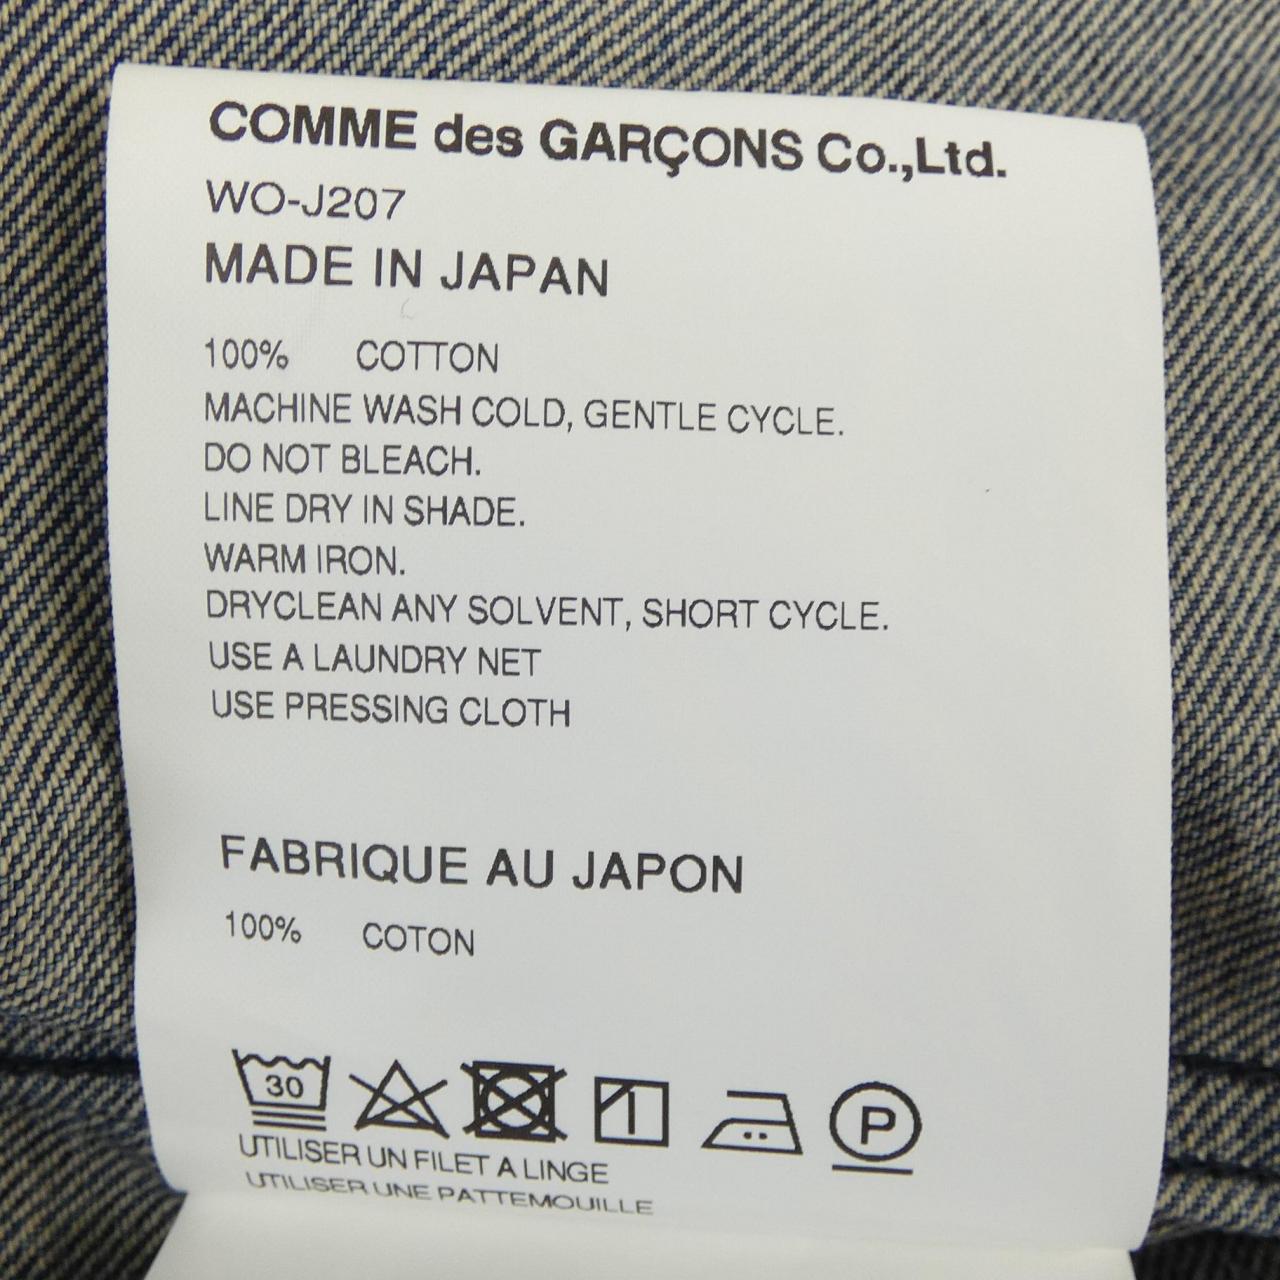 COMME des GARÇONS Co.,Ltd.
WO-J207
MADE IN JAPAN
100% COTTON
MACHINE WASH COLD, GENTLE CYCLE.
DO NOT BLEACH.
LINE DRY IN SHADE.
WARM IRON.
DRYCLEAN ANY SOLVENT, SHORT CYCLE.
USE A LAUNDRY NET
USE PRESSING CLOTH
FABRIQUE AU JAPON
100% COTON
30 P
UTILISER UN FILET A LINGE
UTILISER UNE PATTEMOUILLE